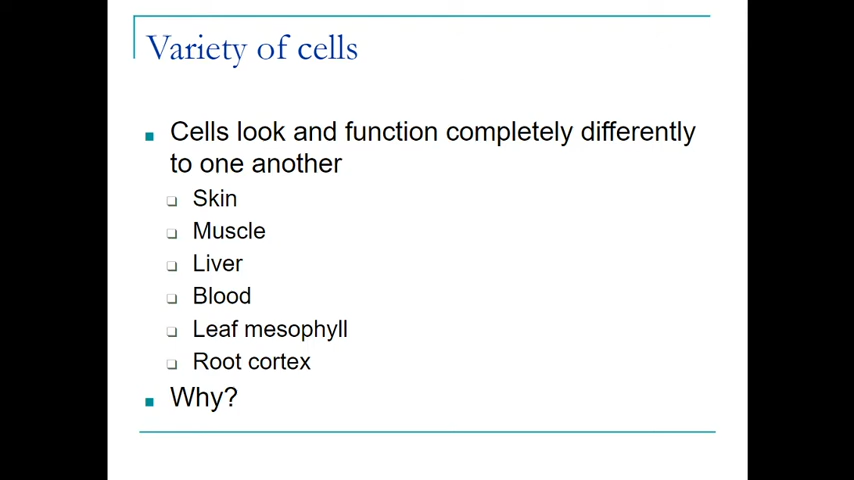 Variety of cells
Cells look and function completely differently
to one another
Skin
Muscle
Liver
Blood
Leaf mesophyll
Root cortex
Why?